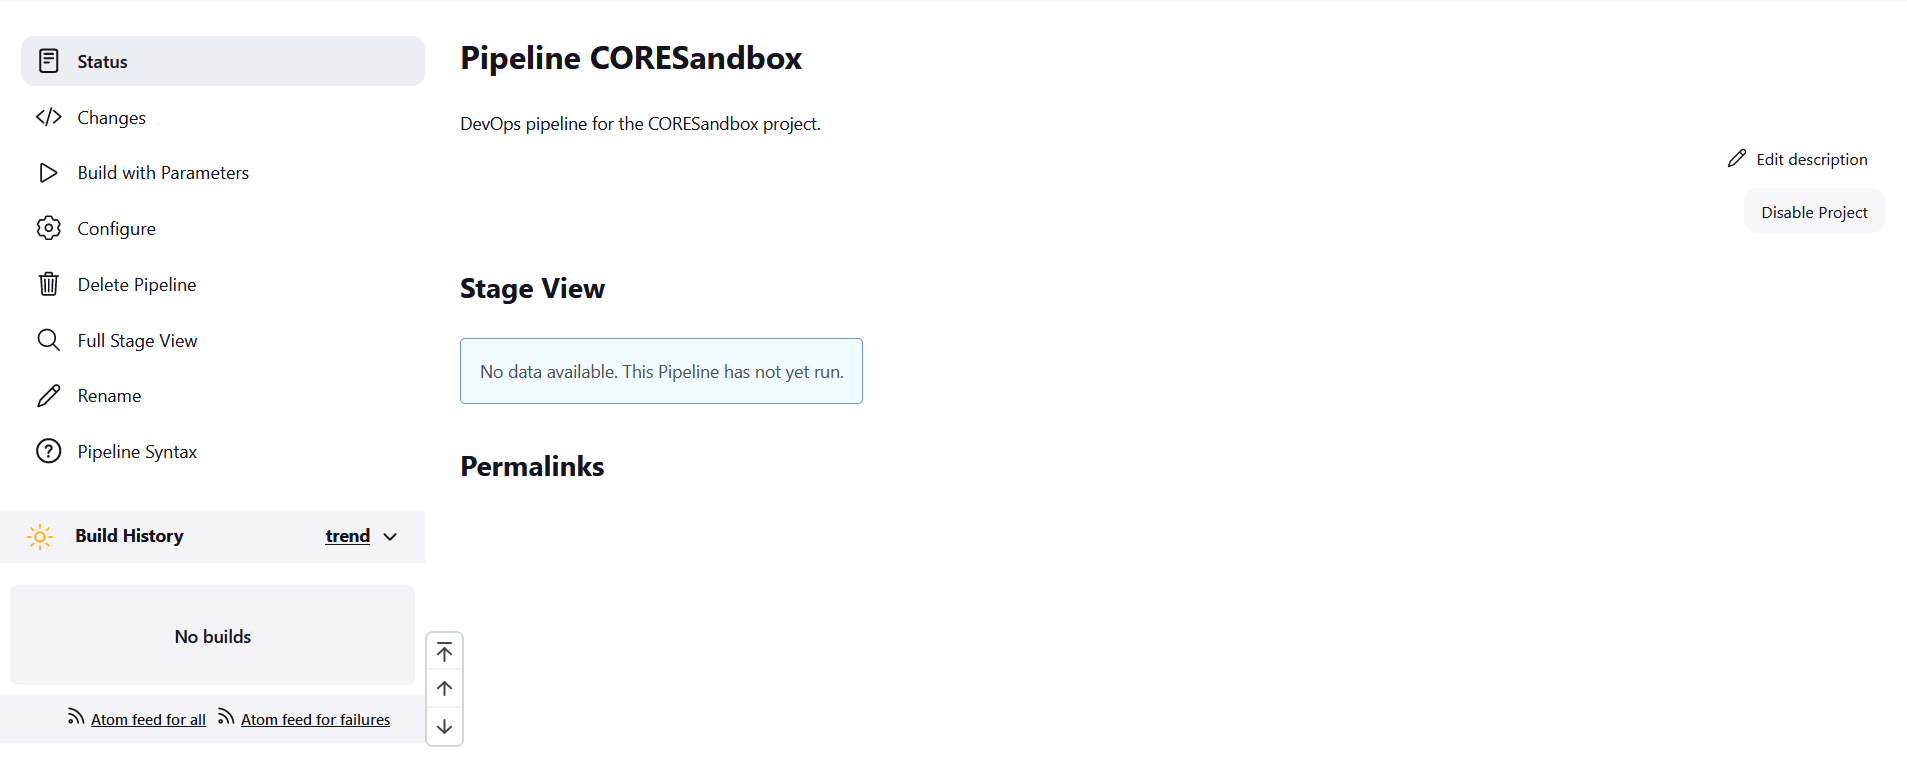 Status
Changes
Build with Parameters
Configure
Delete Pipeline
Full Stage View
Rename
Pipeline Syntax
Build History
trend
No builds
Atom feed for all
Atom feed for failures
Pipeline CORESandbox
DevOps pipeline for the CORESandbox project.
Edit description
Disable Project
Stage View
No data available. This Pipeline has not yet run.
Permalinks